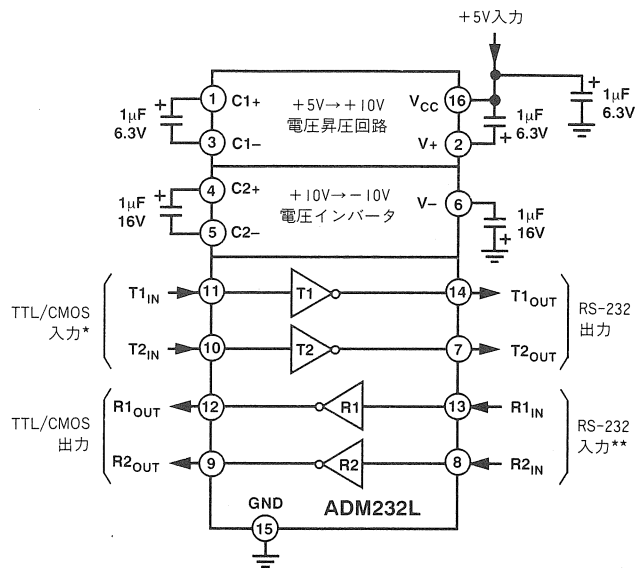 +5V入力
1 C1+ +5V→+10V VCC 16
1μF 6.3V 電圧昇圧回路 1μF 6.3V 1μF 6.3V
3 C1− V+ 2
4 C2+ +10V→−10V V− 6
1μF 16V 電圧インバータ 1μF 16V
5 C2−
T1IN 11 T1 14 T1OUT
TTL/CMOS 入力* RS-232 出力
T2IN 10 T2 7 T2OUT
R1OUT 12 R1 13 R1IN
TTL/CMOS 出力 RS-232 入力**
R2OUT 9 R2 8 R2IN
GND ADM232L
15